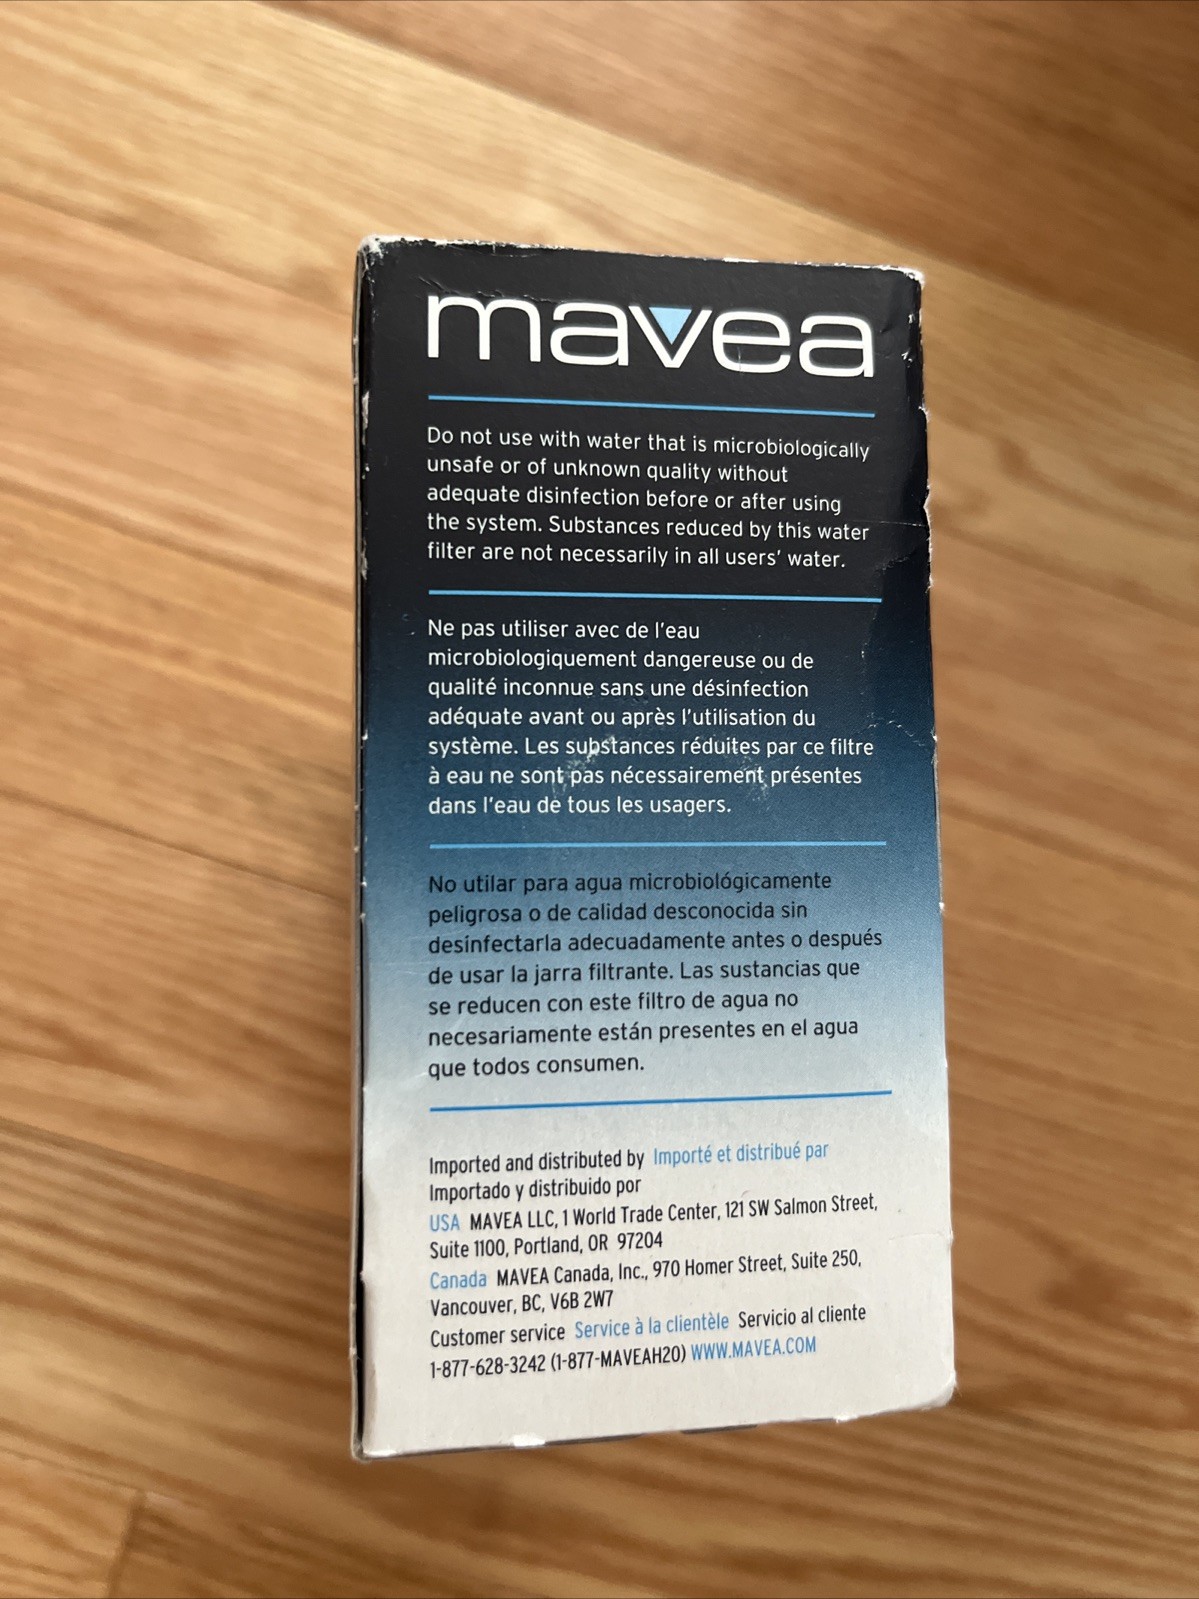 mavea
Do not use with water that is microbiologically
unsafe or of unknown quality without
adequate disinfection before or after using
the system. Substances reduced by this water
filter are not necessarily in all users' water.
Ne pas utiliser avec de l'eau
microbiologiquement dangereuse ou de
qualité inconnue sans une désinfection
adéquate avant ou après l'utilisation du
système. Les substances réduites par ce filtre
à eau ne sont pas nécessairement présentes
dans l'eau de tous les usagers.
No utilar para agua microbiológicamente
peligrosa o de calidad desconocida sin
desinfectarla adecuadamente antes o después
de usar la jarra filtrante. Las sustancias que
se reducen con este filtro de agua no
necesariamente están presentes en el agua
que todos consumen.
Imported and distributed by Importé et distribué par
Importado y distribuido por
USA MAVEA LLC, 1 World Trade Center, 121 SW Salmon Street,
Suite 1100, Portland, OR 97204
Canada MAVEA Canada, Inc., 970 Homer Street, Suite 250,
Vancouver, BC, V6B 2W7
Customer service Service à la clientèle Servicio al cliente
1-877-628-3242 (1-877-MAVEAH20) WWW.MAVEA.COM